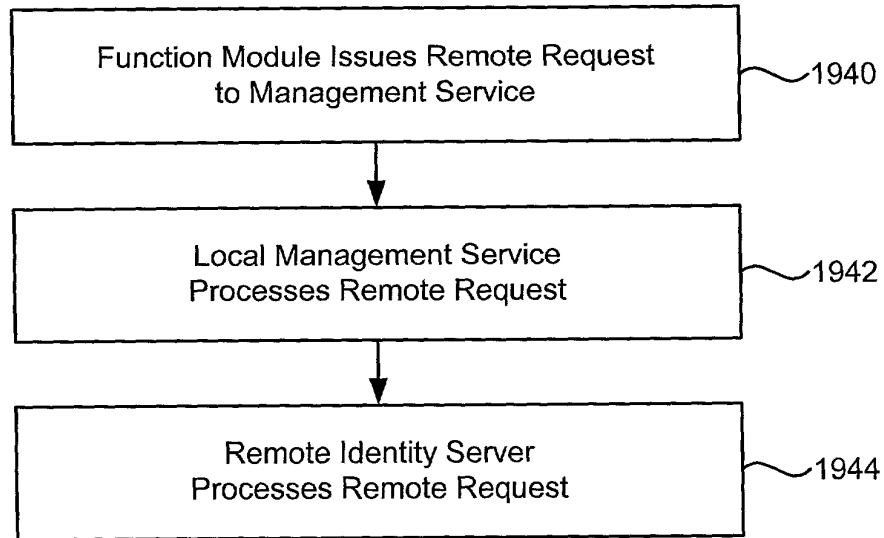 Function Module Issues Remote Request
to Management Service
1940
Local Management Service
Processes Remote Request
1942
Remote Identity Server
Processes Remote Request
1944